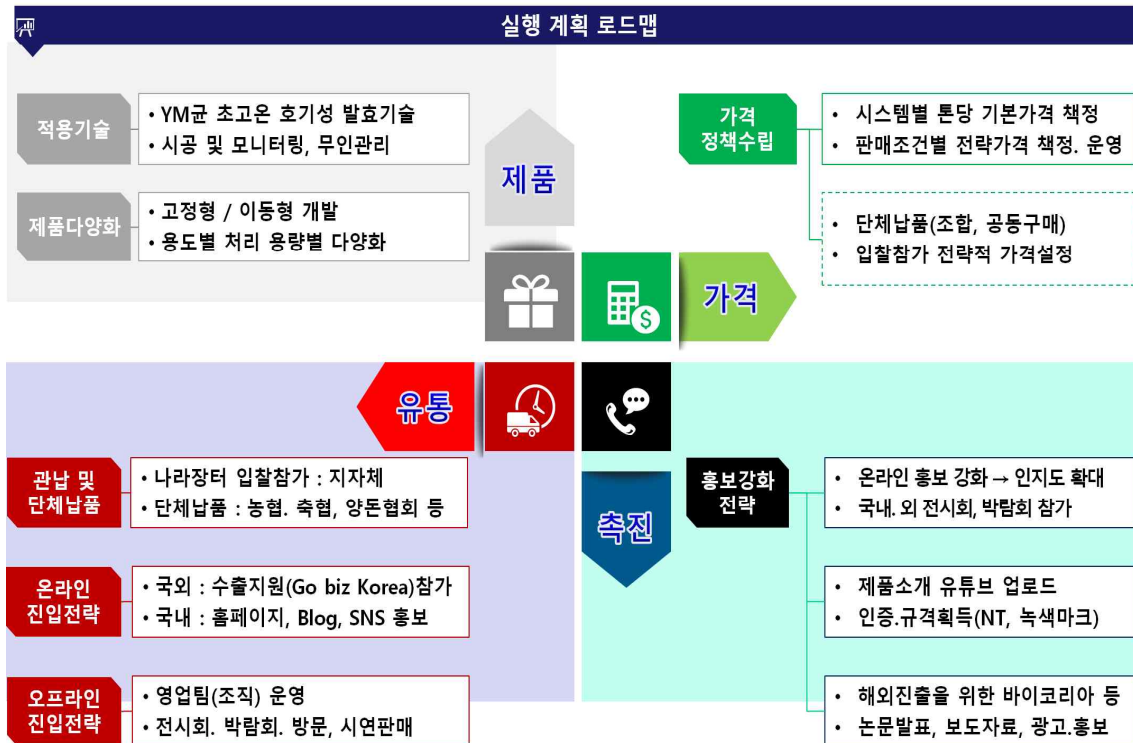 실행 계획 로드맵
적용기술
• YM균 초고온 호기성 발효기술
• 시공 및 모니터링, 무인관리
제품다양화
• 고정형 / 이동형 개발
• 용도별 처리 용량별 다양화
제품
가격
정책수립
• 시스템별 톤당 기본가격 책정
• 판매조건별 전략가격 책정. 운영
• 단체납품(조합, 공동구매)
• 입찰참가 전략적 가격설정
가격
$
유통
관납 및
단체납품
• 나라장터 입찰참가 : 지자체
• 단체납품 : 농협. 축협, 양돈협회 등
온라인
진입전략
• 국외 : 수출지원(Go biz Korea)참가
• 국내 : 홈페이지, Blog, SNS 홍보
오프라인
진입전략
• 영업팀(조직) 운영
• 전시회. 박람회. 방문, 시연판매
촉진
홍보강화
전략
• 온라인 홍보 강화 → 인지도 확대
• 국내. 외 전시회, 박람회 참가
• 제품소개 유튜브 업로드
• 인증.규격획득(NT, 녹색마크)
• 해외진출을 위한 바이코리아 등
• 논문발표, 보도자료, 광고.홍보